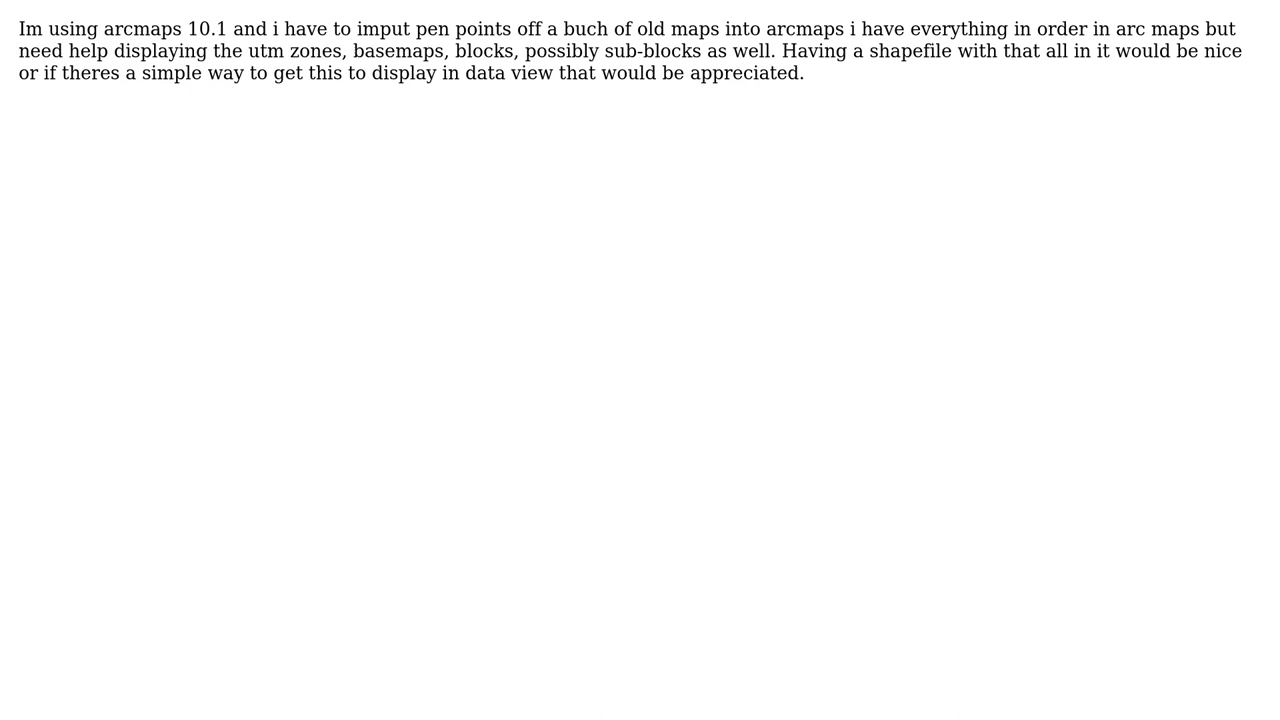 Im using arcmaps 10.1 and i have to imput pen points off a buch of old maps into arcmaps i have everything in order in arc maps but
need help displaying the utm zones, basemaps, blocks, possibly sub-blocks as well. Having a shapefile with that all in it would be nice
or if theres a simple way to get this to display in data view that would be appreciated.